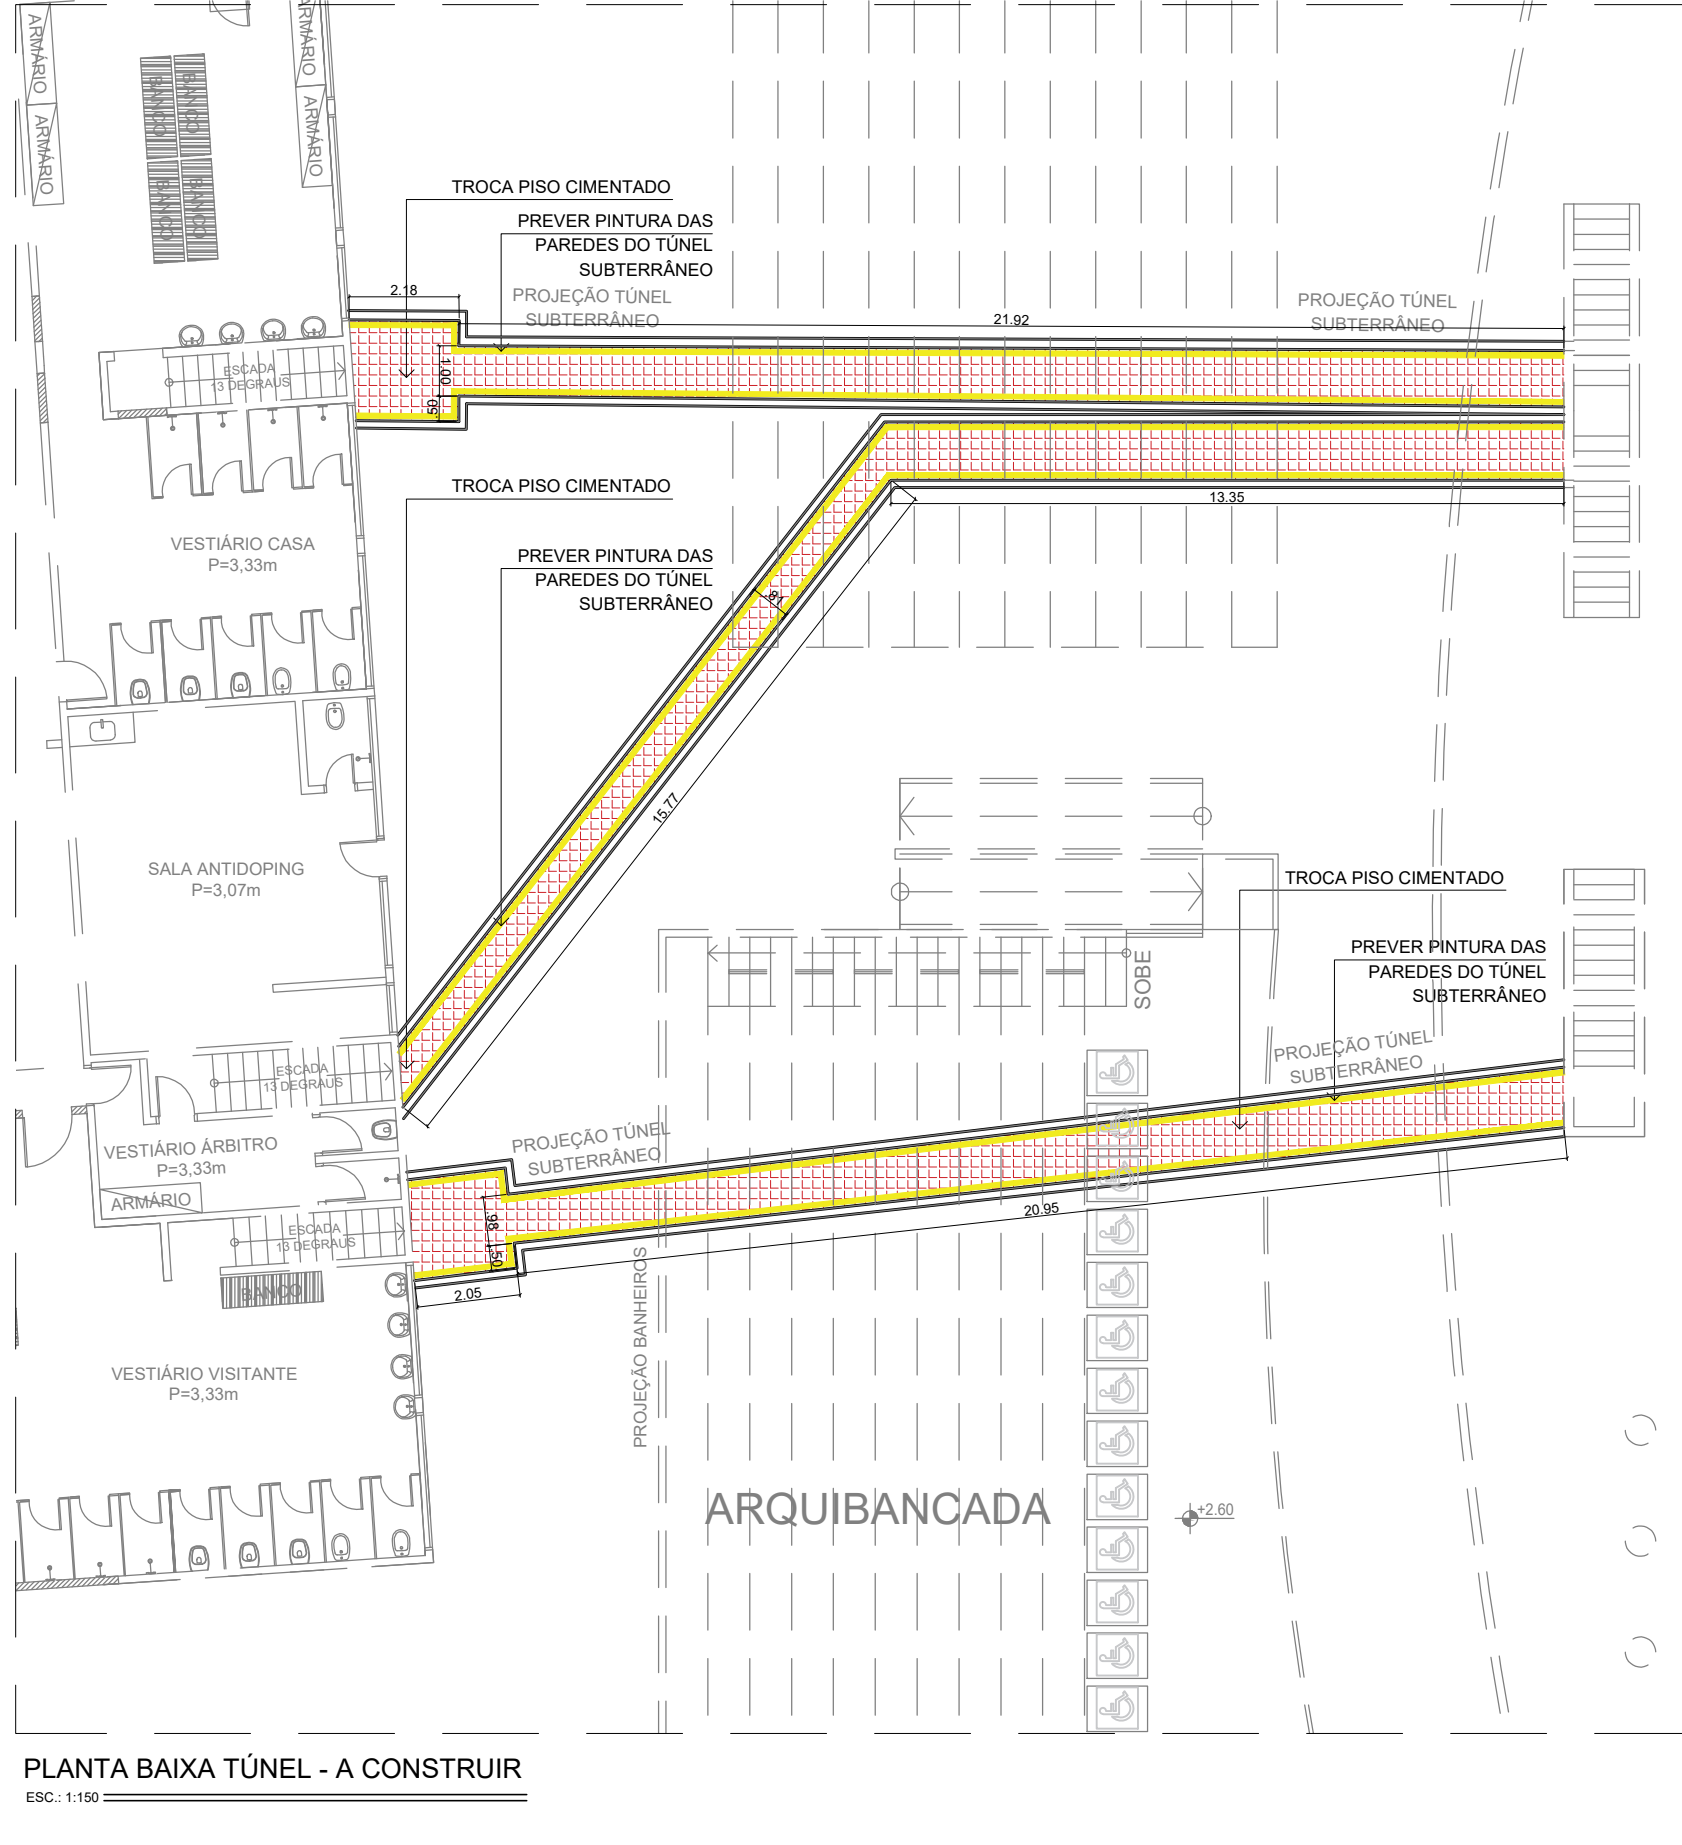 ARMÁRIO
ARMÁRIO
ARMÁRIO
ARMÁRIO
BANCO
BANCO
BANCO
BANCO
TROCA PISO CIMENTADO
PREVER PINTURA DAS
PAREDES DO TÚNEL
SUBTERRÂNEO
2.18
PROJEÇÃO TÚNEL
SUBTERRÂNEO
21.92
PROJEÇÃO TÚNEL
SUBTERRÂNEO
ESCADA
13 DEGRAUS
1.00
.50
TROCA PISO CIMENTADO
13.35
VESTIÁRIO CASA
P=3,33m
PREVER PINTURA DAS
PAREDES DO TÚNEL
SUBTERRÂNEO
15.77
SALA ANTIDOPING
P=3,07m
TROCA PISO CIMENTADO
PREVER PINTURA DAS
PAREDES DO TÚNEL
SUBTERRÂNEO
SOBE
PROJEÇÃO TÚNEL
SUBTERRÂNEO
ESCADA
13 DEGRAUS
VESTIÁRIO ÁRBITRO
P=3,33m
ARMÁRIO
PROJEÇÃO TÚNEL
SUBTERRÂNEO
ESCADA
13 DEGRAUS
.98
.50
20.95
BANCO
2.05
PROJEÇÃO BANHEIROS
VESTIÁRIO VISITANTE
P=3,33m
ARQUIBANCADA
+2.60
PLANTA BAIXA TÚNEL - A CONSTRUIR
ESC.: 1:150